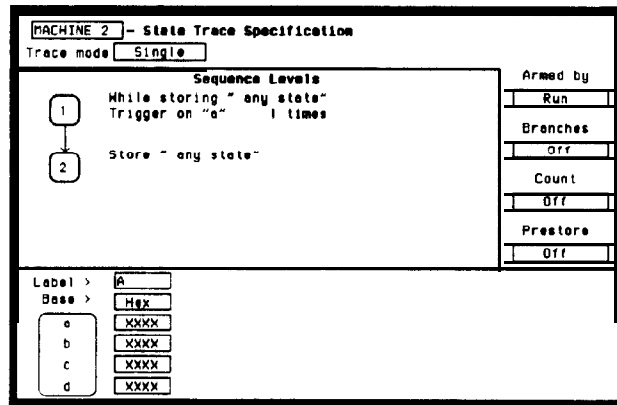 MACHINE 2 - State Trace Specification
Trace mode Single
Sequence Levels
1 While storing " any state"
Trigger on "a" 1 times
2 Store " any state"
Armed by
Run
Branches
Off
Count
Off
Prestore
Off
Label > A
Base > Hex
a XXXX
b XXXX
c XXXX
d XXXX